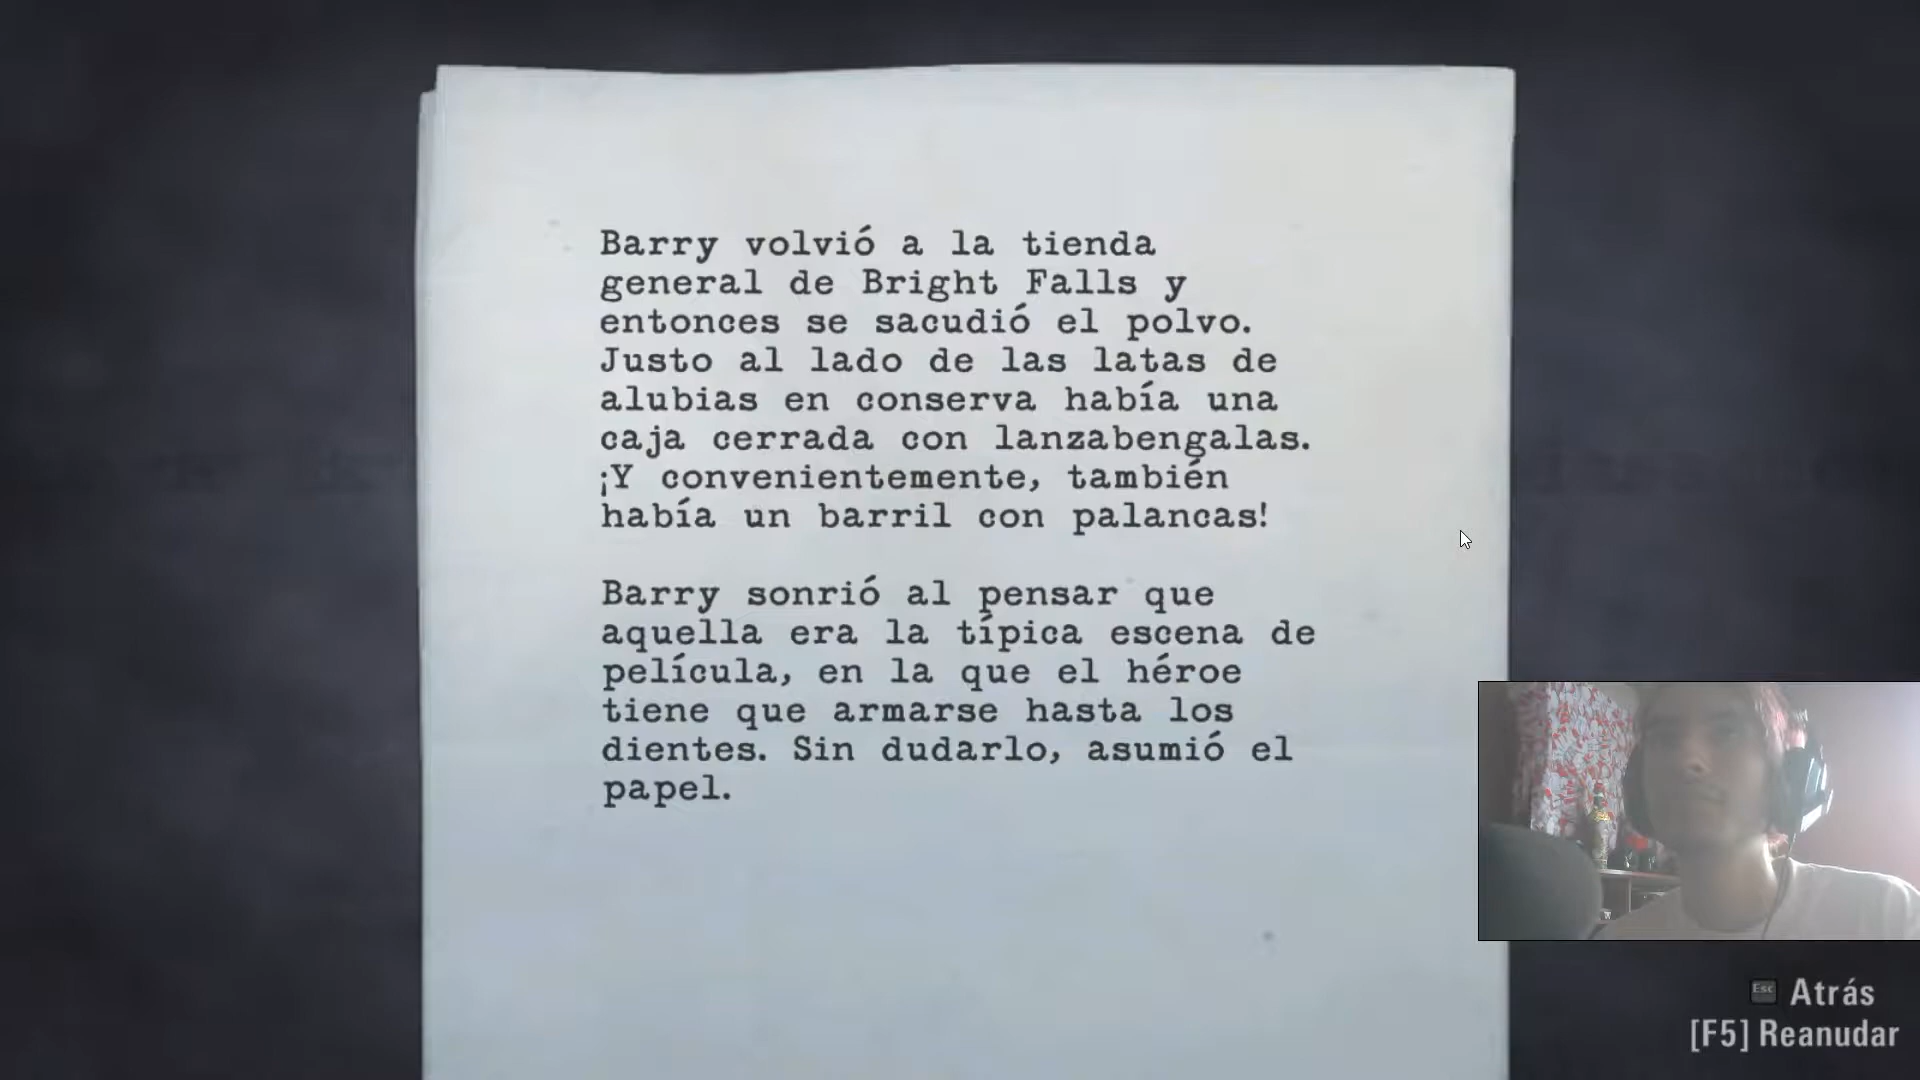 Barry volvió a la tienda
general de Bright Falls y
entonces se sacudió el polvo.
Justo al lado de las latas de
alubias en conserva había una
caja cerrada con lanzabengalas.
¡Y convenientemente, también
había un barril con palancas!
Barry sonrió al pensar que
aquella era la típica escena de
película, en la que el héroe
tiene que armarse hasta los
dientes. Sin dudarlo, asumió el
papel.
Esc Atrás
[F5] Reanudar